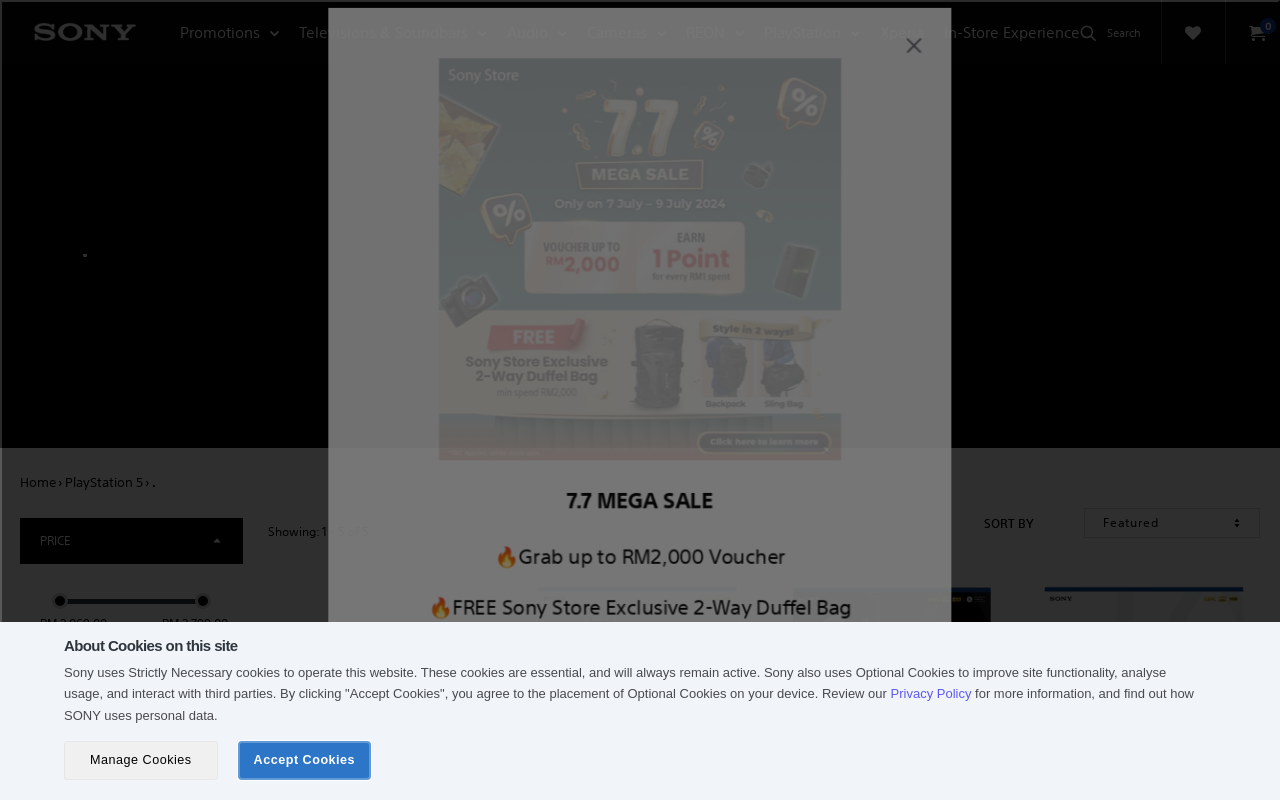 SONY
Promotions
Televisions & Soundbars
Audio
Cameras
REON
PlayStation
Xperia
In-Store Experience
Search
0
Sony Store
7.7
MEGA SALE
Only on 7 July – 9 July 2024
VOUCHER UP TO
RM2,000
EARN
1 Point
for every RM1 spent
FREE
Sony Store Exclusive
2-Way Duffel Bag
min spend RM2,000
Style in 2 ways!
Backpack
Sling Bag
Click here to learn more
Home › PlayStation 5 › .
7.7 MEGA SALE
PRICE
Showing: 1
SORT BY
Featured
🔥Grab up to RM2,000 Voucher
🔥FREE Sony Store Exclusive 2-Way Duffel Bag
SONY
About Cookies on this site
Sony uses Strictly Necessary cookies to operate this website. These cookies are essential, and will always remain active. Sony also uses Optional Cookies to improve site functionality, analyse
usage, and interact with third parties. By clicking "Accept Cookies", you agree to the placement of Optional Cookies on your device. Review our Privacy Policy for more information, and find out how
SONY uses personal data.
Manage Cookies
Accept Cookies